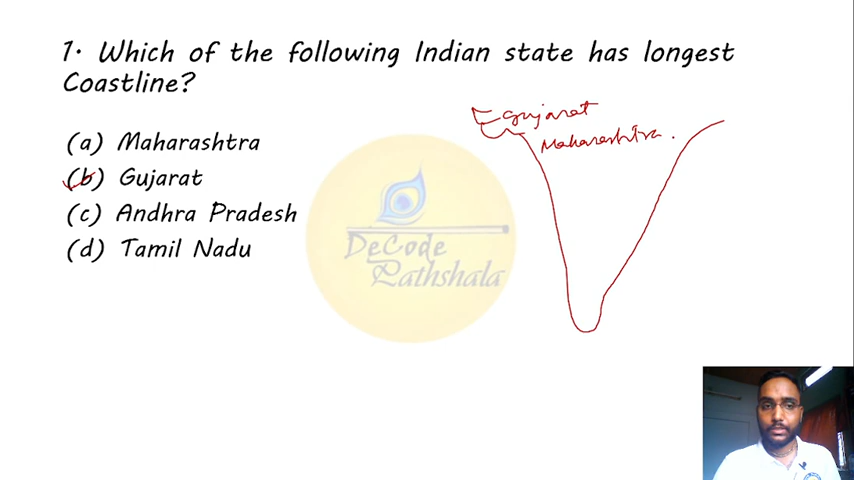 1. Which of the following Indian state has longest
Coastline?
(a) Maharashtra
(b) Gujarat
(c) Andhra Pradesh
(d) Tamil Nadu
Gujarat
Maharashtra.
DeCode
Pathshala